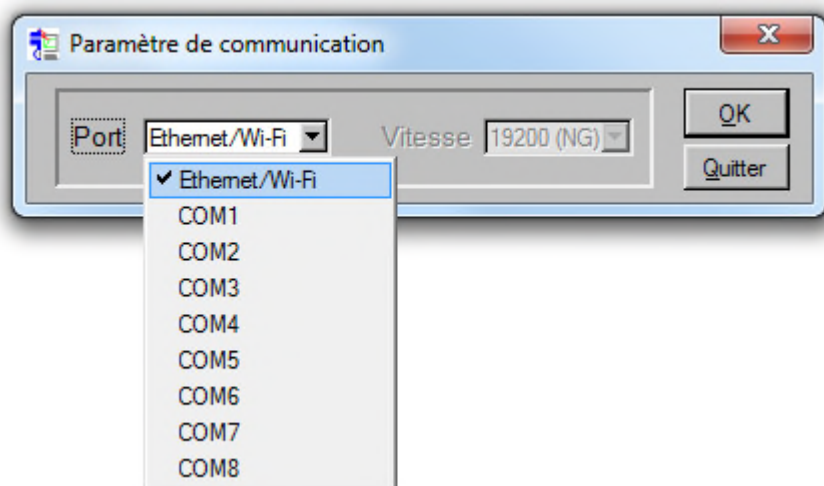 Paramètre de communication
Port Ethernet/Wi-Fi Vitesse 19200 (NG) OK
Quitter
Ethernet/Wi-Fi
COM1
COM2
COM3
COM4
COM5
COM6
COM7
COM8